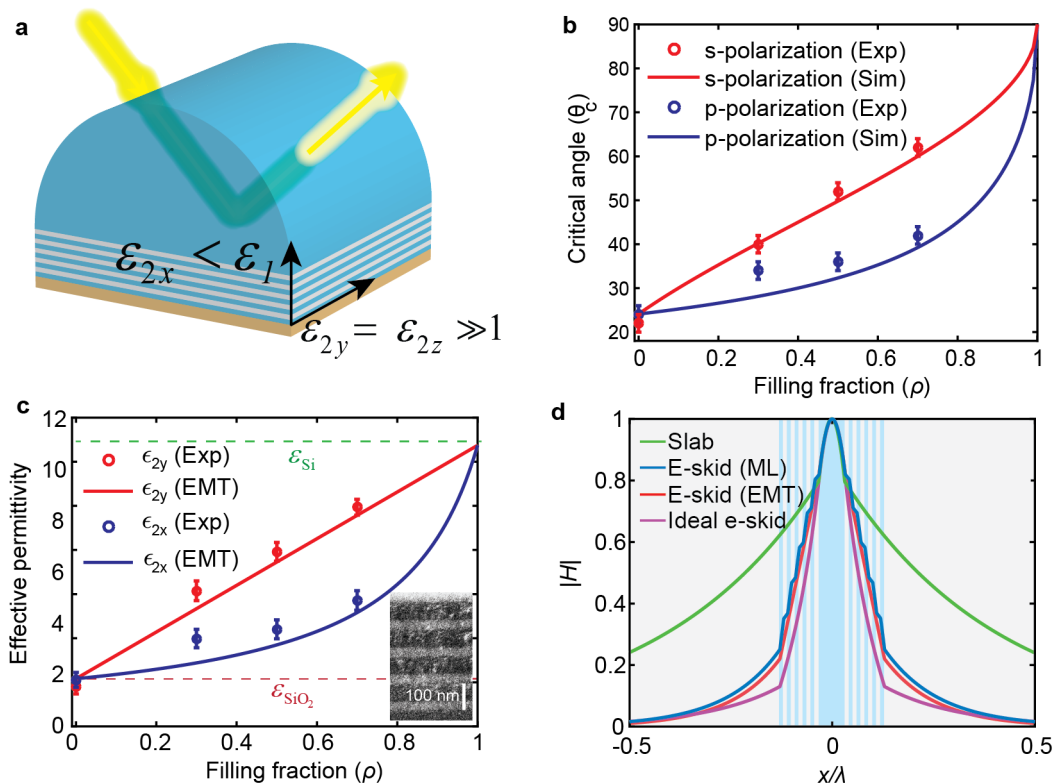 a
ε2x < ε1
ε2y = ε2z ≫1
b
s-polarization (Exp)
s-polarization (Sim)
p-polarization (Exp)
p-polarization (Sim)
Critical angle (θc)
90
80
70
60
50
40
30
20
0 0.2 0.4 0.6 0.8 1
Filling fraction (ρ)
c
12
10
8
6
4
2
0
εSi
ϵ2y (Exp)
ϵ2y (EMT)
ϵ2x (Exp)
ϵ2x (EMT)
Effective permittivity
εSiO2
100 nm
0 0.2 0.4 0.6 0.8 1
Filling fraction (ρ)
d
1
0.8
0.6
0.4
0.2
0
Slab
E-skid (ML)
E-skid (EMT)
Ideal e-skid
|H|
-0.5 0 0.5
x/λ